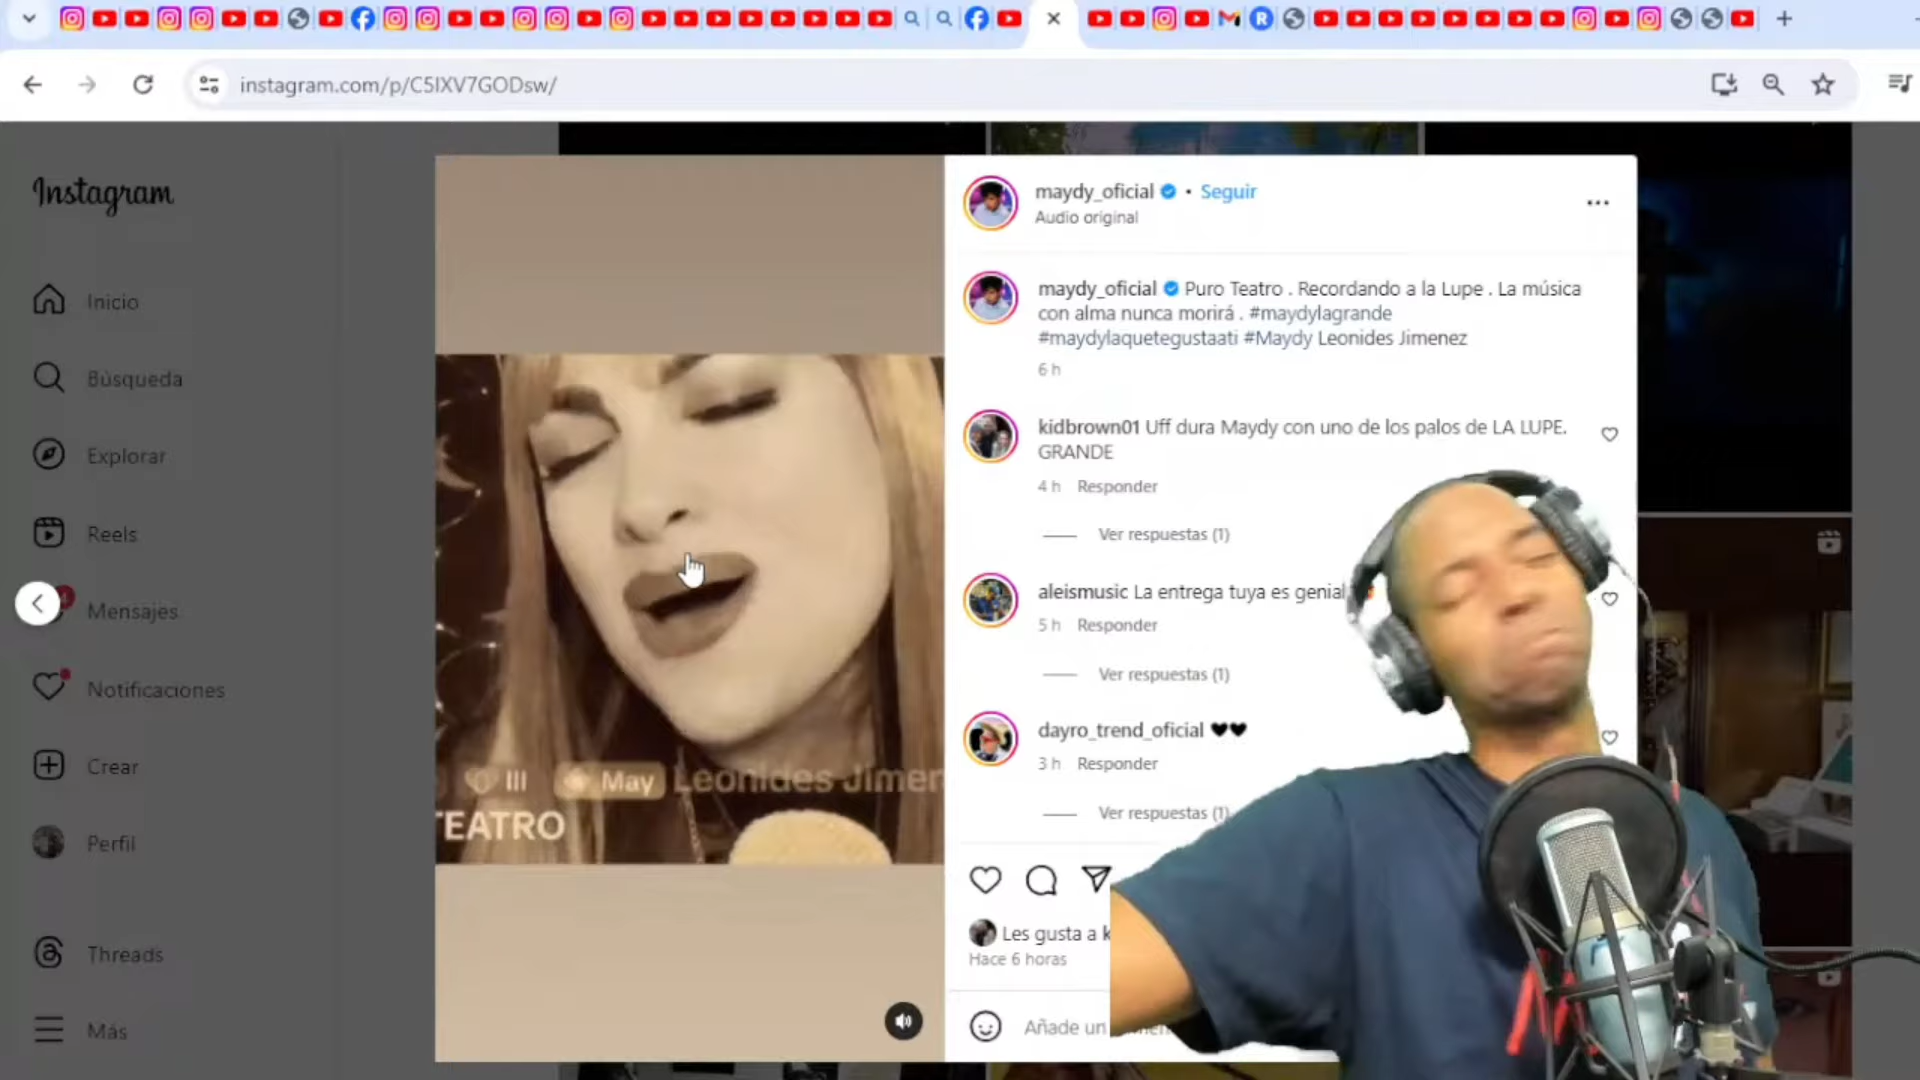 instagram.com/p/C5IXV7GODsw/
Instagram
Inicio
Búsqueda
Explorar
Reels
Mensajes
Notificaciones
Crear
Perfil
Threads
Más
May Leonides Jimen
TEATRO
maydy_oficial • Seguir
Audio original
maydy_oficial Puro Teatro . Recordando a la Lupe . La música
con alma nunca morirá . #maydylagrande
#maydylaquetegustaati #Maydy Leonides Jimenez
6 h
kidbrown01 Uff dura Maydy con uno de los palos de LA LUPE.
GRANDE
4 h Responder
Ver respuestas (1)
aleismusic La entrega tuya es genial
5 h Responder
Ver respuestas (1)
dayro_trend_oficial 🖤🖤
3 h Responder
Ver respuestas (1)
Les gusta a k
Hace 6 horas
Añade un